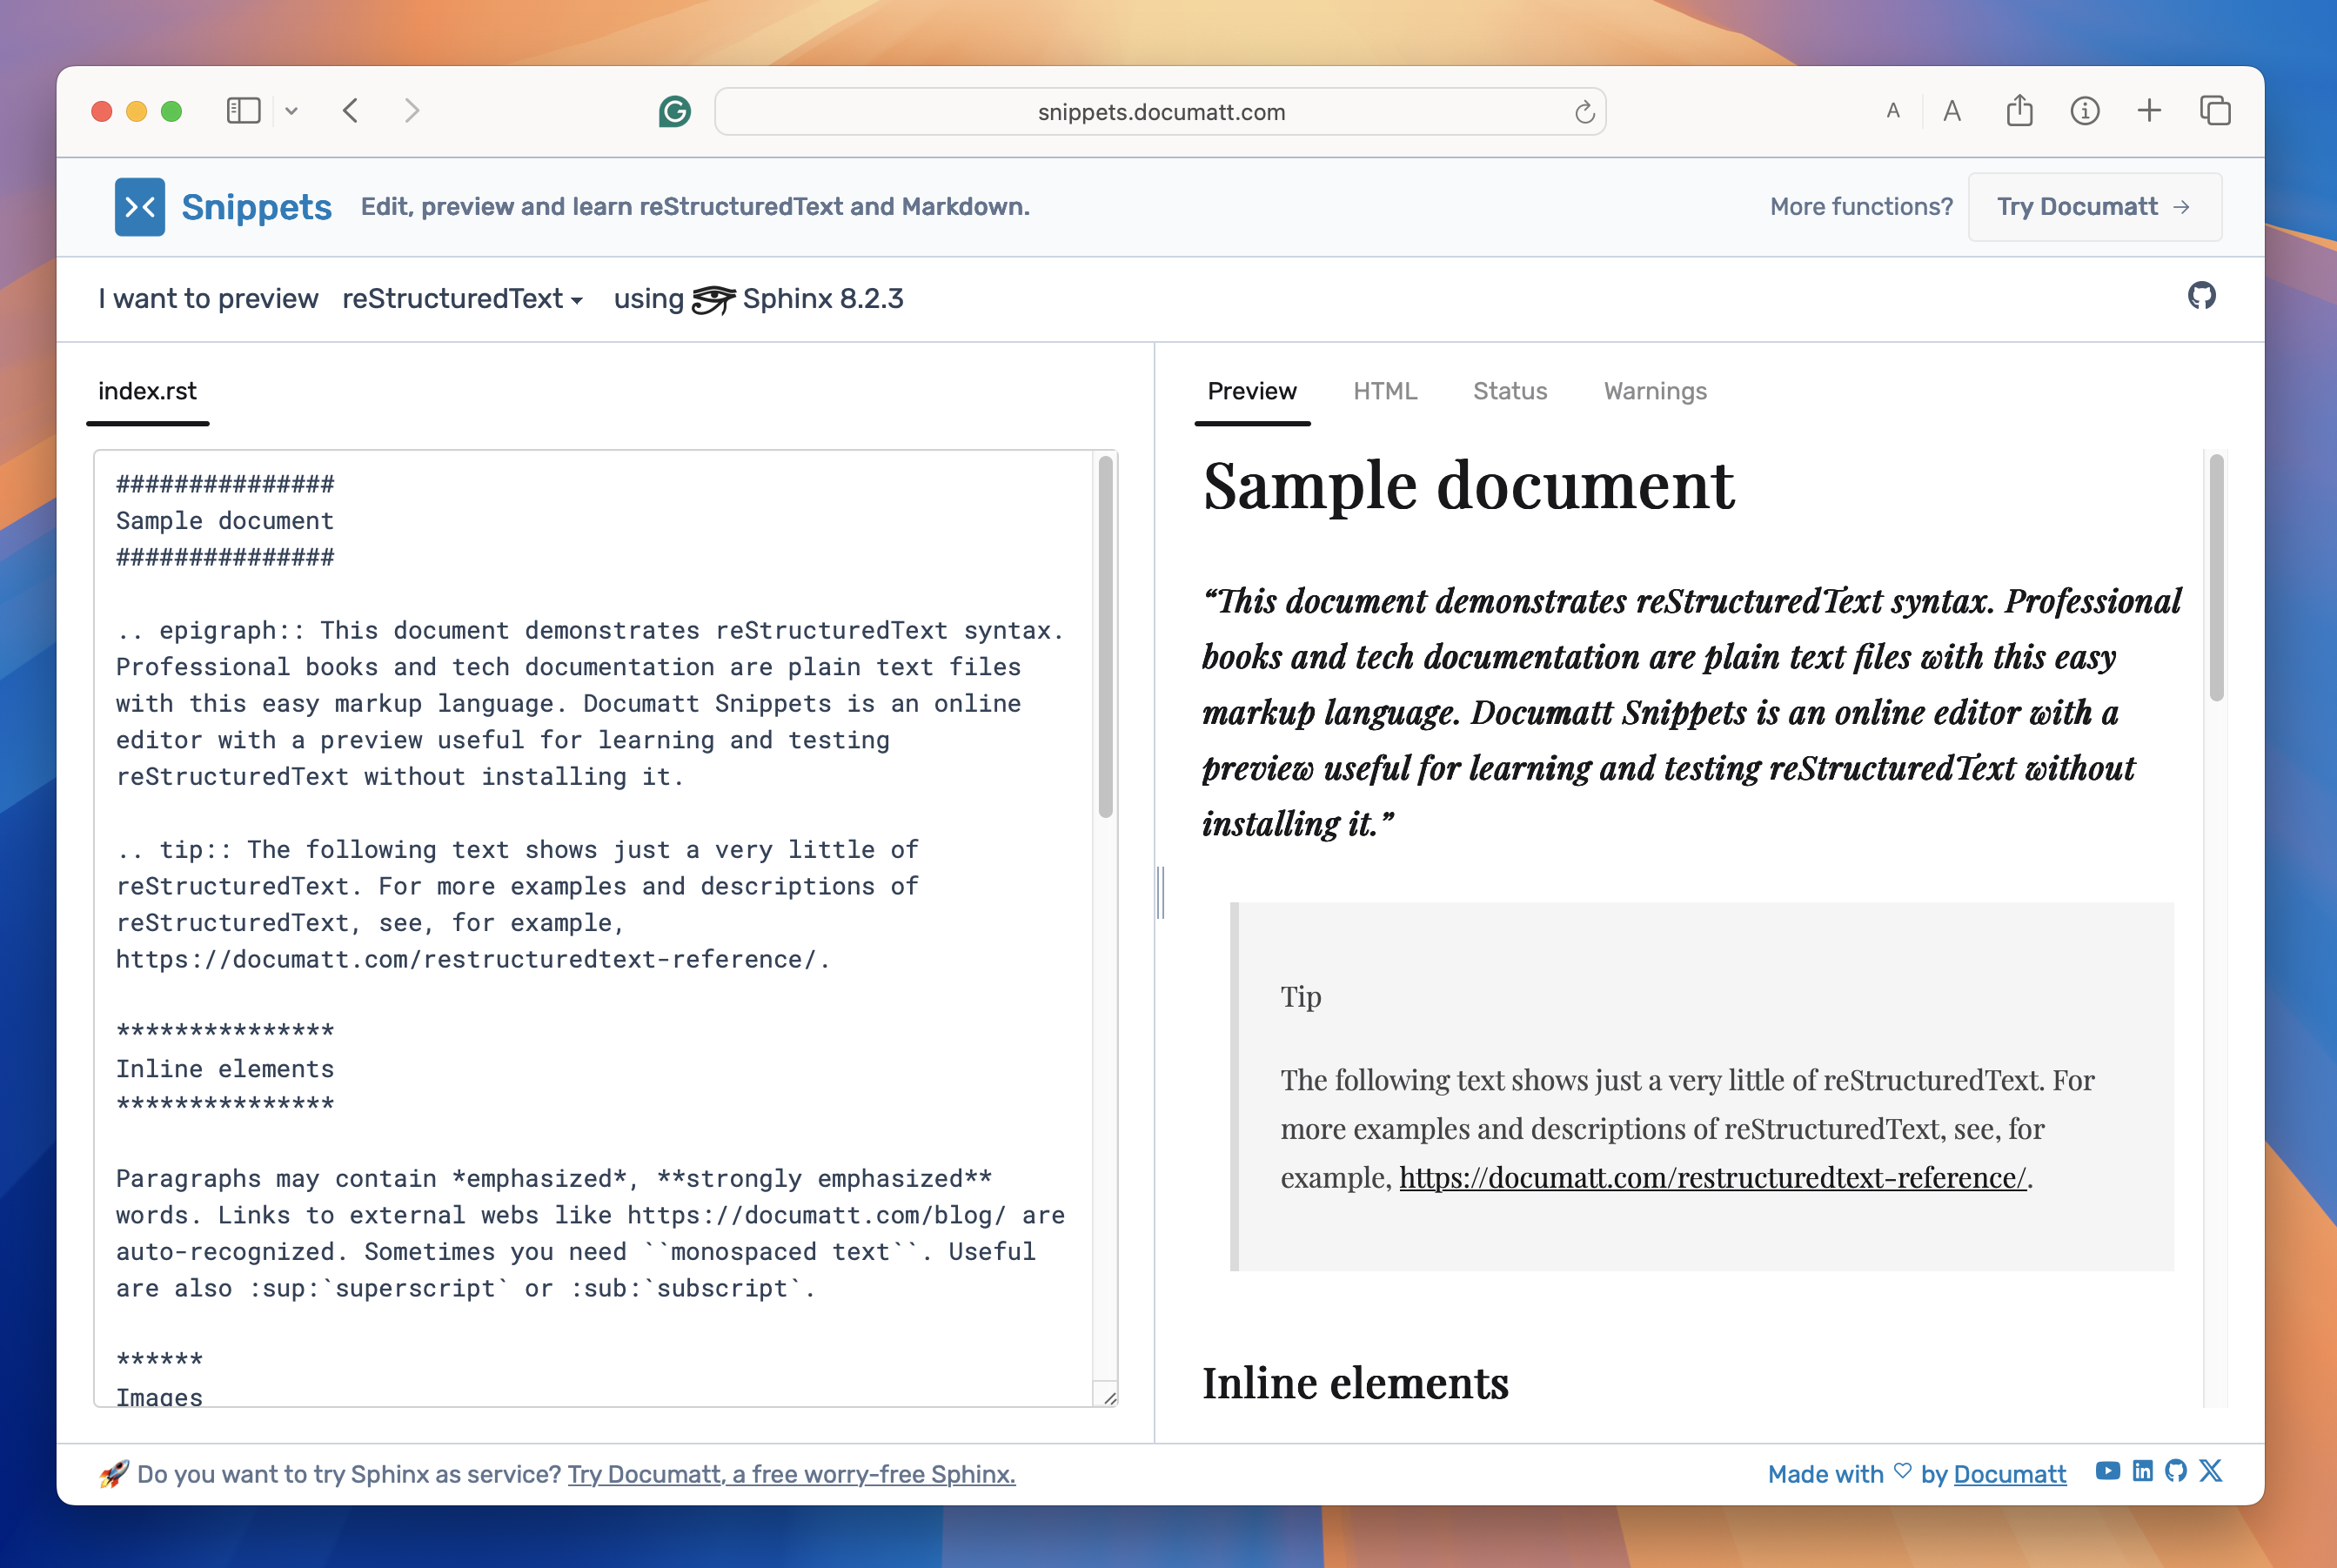 snippets.documatt.com
A A
Snippets Edit, preview and learn reStructuredText and Markdown.
More functions? Try Documatt →
I want to preview reStructuredText using Sphinx 8.2.3
index.rst
###############
Sample document
###############
.. epigraph:: This document demonstrates reStructuredText syntax.
Professional books and tech documentation are plain text files
with this easy markup language. Documatt Snippets is an online
editor with a preview useful for learning and testing
reStructuredText without installing it.
.. tip:: The following text shows just a very little of
reStructuredText. For more examples and descriptions of
reStructuredText, see, for example,
https://documatt.com/restructuredtext-reference/.
***************
Inline elements
***************
Paragraphs may contain *emphasized*, **strongly emphasized**
words. Links to external webs like https://documatt.com/blog/ are
auto-recognized. Sometimes you need ``monospaced text``. Useful
are also :sup:`superscript` or :sub:`subscript`.
******
Images
Preview HTML Status Warnings
Sample document
“This document demonstrates reStructuredText syntax. Professional
books and tech documentation are plain text files with this easy
markup language. Documatt Snippets is an online editor with a
preview useful for learning and testing reStructuredText without
installing it.”
Tip
The following text shows just a very little of reStructuredText. For
more examples and descriptions of reStructuredText, see, for
example, https://documatt.com/restructuredtext-reference/.
Inline elements
🚀 Do you want to try Sphinx as service? Try Documatt, a free worry-free Sphinx.
Made with ♡ by Documatt